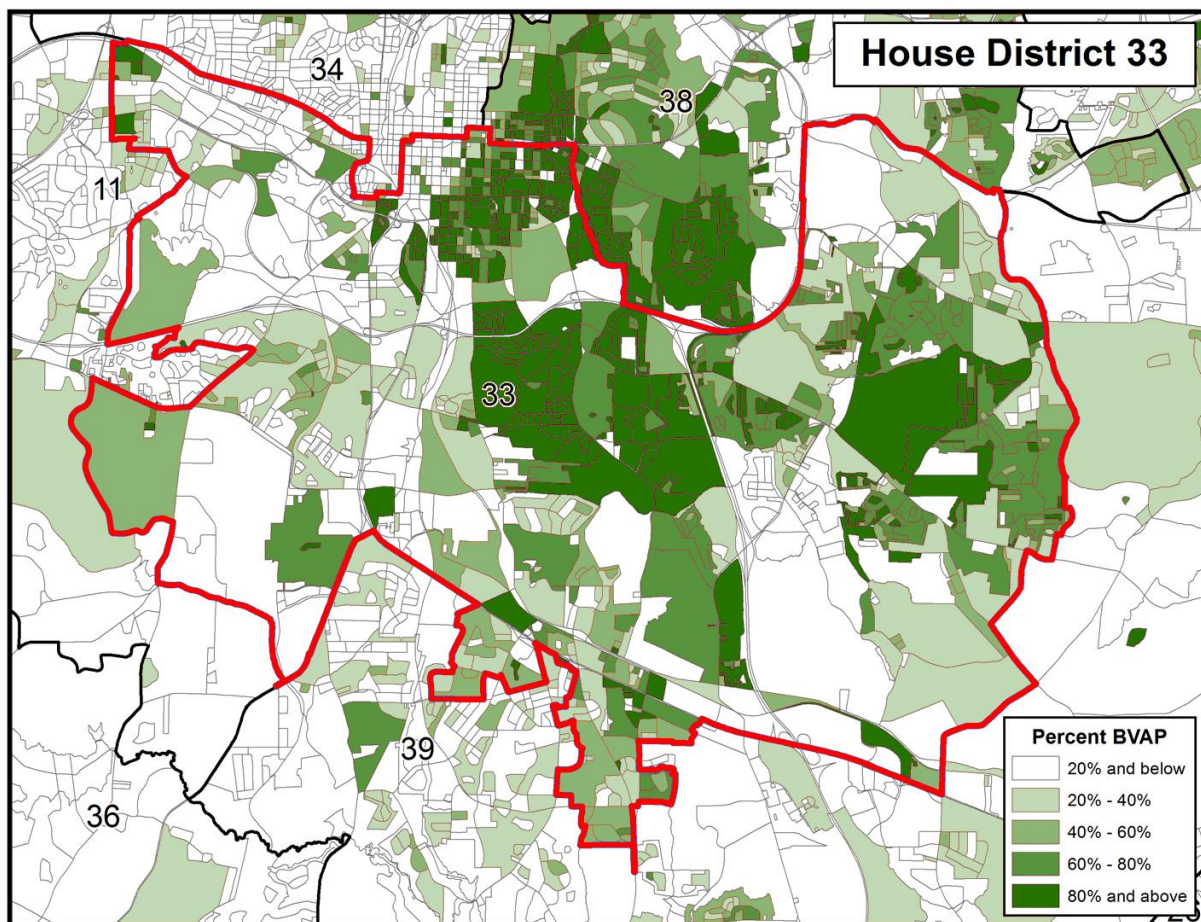 House District 33
34
38
11
33
39
36
Percent BVAP
20% and below
20% - 40%
40% - 60%
60% - 80%
80% and above